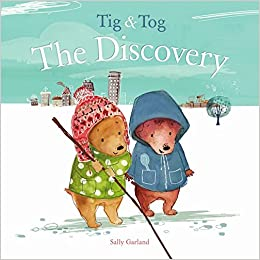 Tig & Tog
The Discovery
Sally Garland